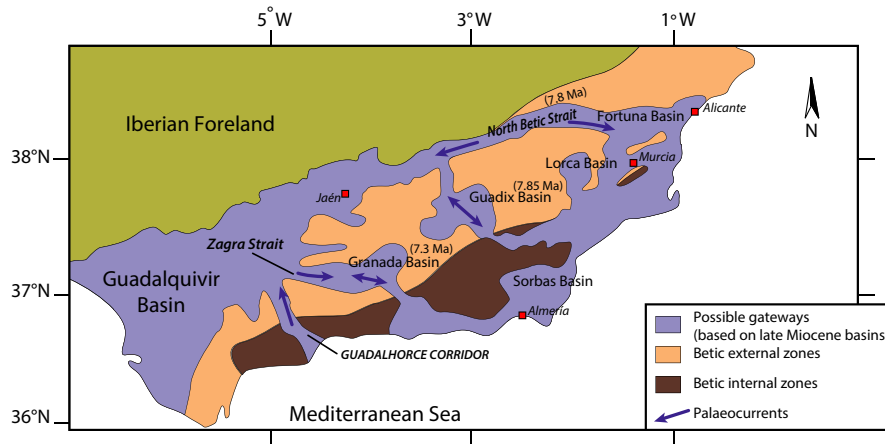 5°W
3°W
1°W
(7.8 Ma)
Fortuna Basin
Alicante
Iberian Foreland
North Betic Strait
N
38°N
Lorca Basin
Murcia
Jaén
(7.85 Ma)
Guadix Basin
Zagra Strait
(7.3 Ma)
Granada Basin
Guadalquivir
Basin
Sorbas Basin
37°N
Almería
Possible gateways
(based on late Miocene basins
Betic external zones
GUADALHORCE CORRIDOR
Betic internal zones
Mediterranean Sea
Palaeocurrents
36°N